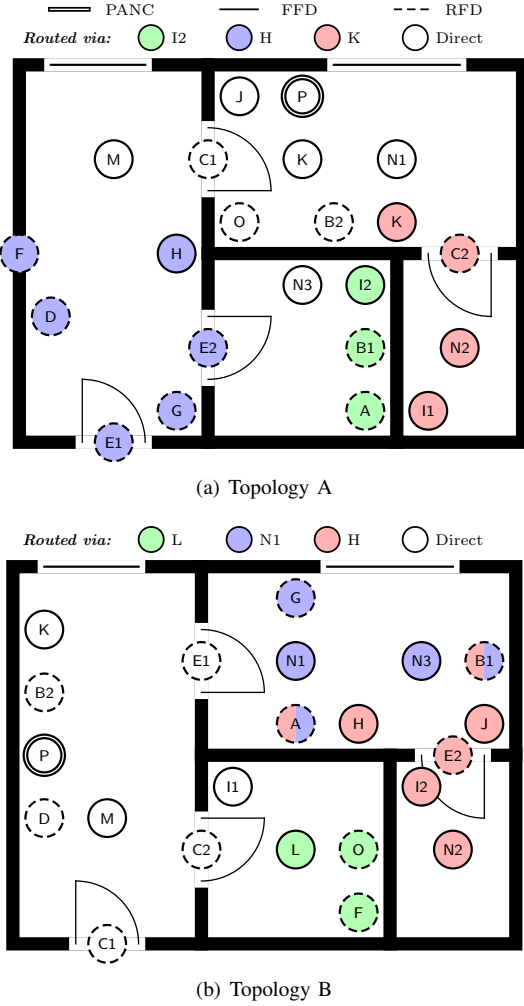 PANC FFD RFD
Routed via: I2 H K Direct
J P
M C1 K N1
O B2 K
F H C2
N3 I2
D
E2 B1 N2
G A I1
E1
(a) Topology A
Routed via: L N1 H Direct
G
K
E1 N1 N3 B1
B2
A H J
P E2
I1 I2
D M
C2 L O N2
F
C1
(b) Topology B